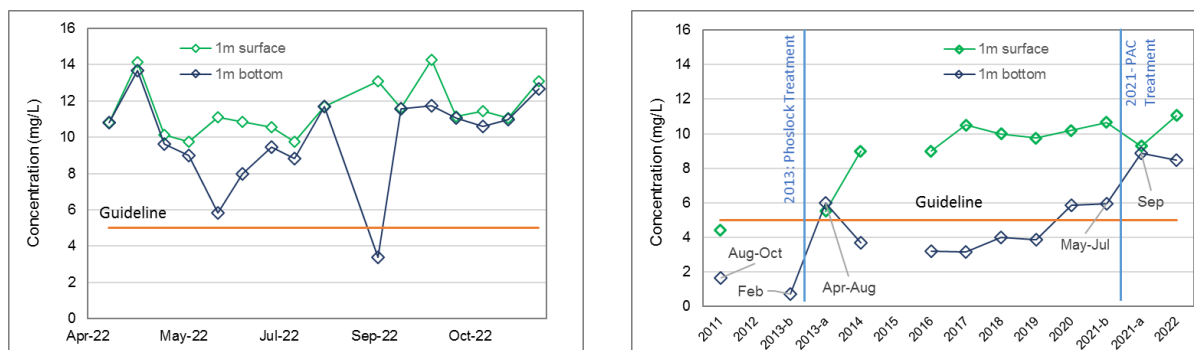 16
14
12
10
8
6
4
2
0
Concentration (mg/L)
1m surface
1m bottom
Guideline
Apr-22
May-22
Jul-22
Sep-22
Oct-22
16
14
12
10
8
6
4
2
0
Concentration (mg/L)
2013: Phoslock Treatment
1m surface
1m bottom
2021- PAC
Treatment
Guideline
Aug-Oct
Feb
Apr-Aug
May-Jul
Sep
2011
2012
2013-b
2013-a
2014
2015
2016
2017
2018
2019
2020
2021-b
2021-a
2022